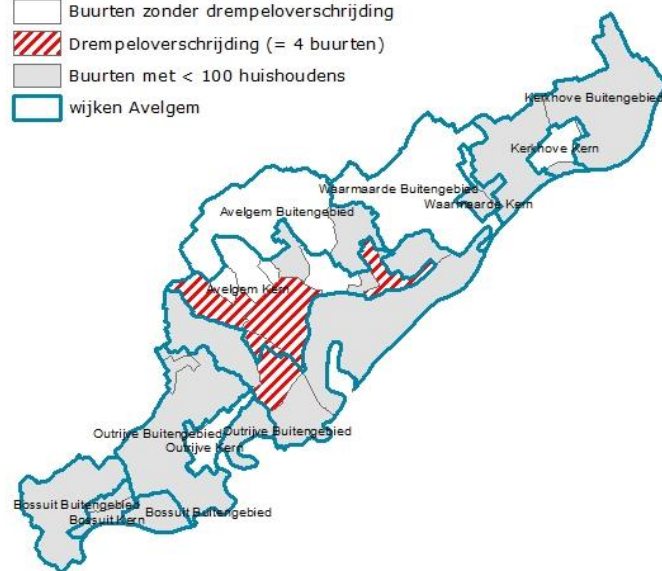 Buurten zonder drempeloverschrijding
Drempeloverschrijding (= 4 buurten)
Buurten met < 100 huishoudens
wijken Avelgem
Kerkhove Buitengebied
Kerkhove Kern
Waarmaarde Buitengebied
Waarmaarde Kern
Avelgem Buitengebied
Avelgem Kern
Outrijve Buitengebied
Outrijve Buitengebied
Outrijve Kern
Bossuit Buitengebied
Bossuit Buitengebied
Bossuit Kern